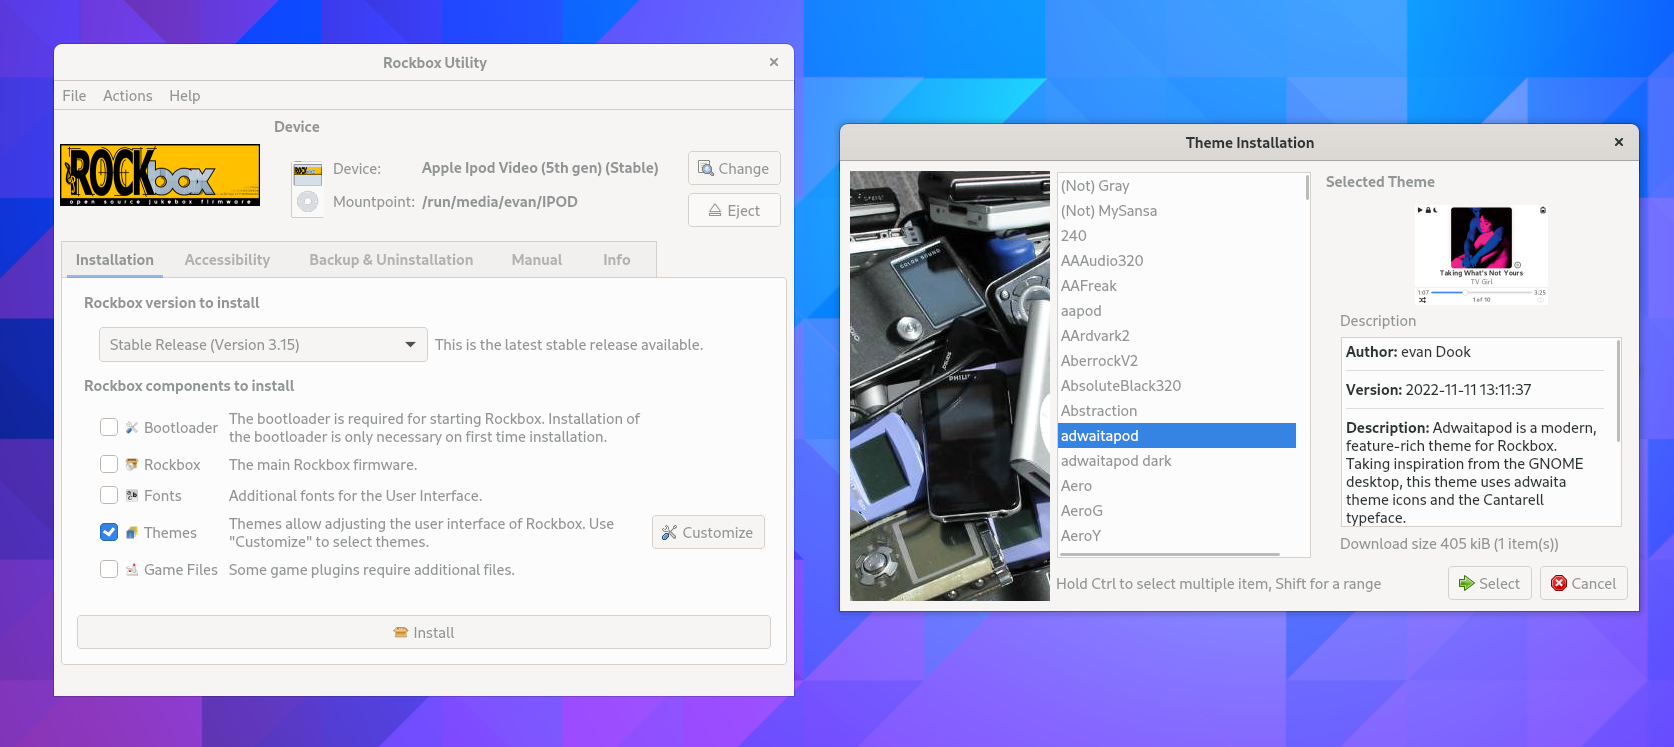 Rockbox Utility
File Actions Help
Device
ROCKbox
open source jukebox firmware
Device: Apple Ipod Video (5th gen) (Stable)
Change
Mountpoint: /run/media/evan/IPOD
Eject
Installation Accessibility Backup & Uninstallation Manual Info
Rockbox version to install
Stable Release (Version 3.15)
This is the latest stable release available.
Rockbox components to install
Bootloader
The bootloader is required for starting Rockbox. Installation of
the bootloader is only necessary on first time installation.
Rockbox The main Rockbox firmware.
Fonts Additional fonts for the User Interface.
Themes
Themes allow adjusting the user interface of Rockbox. Use
"Customize" to select themes.
Customize
Game Files Some game plugins require additional files.
Install
Theme Installation
COLOR SOUND
PHILIPS
(Not) Gray
(Not) MySansa
240
AAAudio320
AAFreak
aapod
AArdvark2
AberrockV2
AbsoluteBlack320
Abstraction
adwaitapod
adwaitapod dark
Aero
AeroG
AeroY
Hold Ctrl to select multiple item, Shift for a range
Selected Theme
Taking What's Not Yours
TV Girl
1:07 3:25
1 of 10
Description
Author: evan Dook
Version: 2022-11-11 13:11:37
Description: Adwaitapod is a modern,
feature-rich theme for Rockbox.
Taking inspiration from the GNOME
desktop, this theme uses adwaita
theme icons and the Cantarell
typeface.
Download size 405 kiB (1 item(s))
Select
Cancel